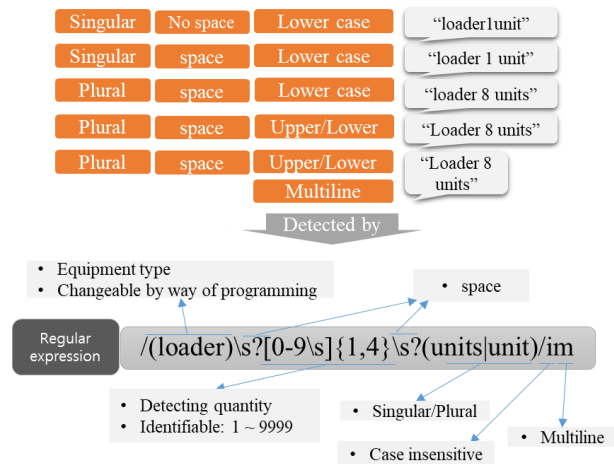 Singular No space Lower case “loader1unit”
Singular space Lower case “loader 1 unit”
Plural space Lower case “loader 8 units”
Plural space Upper/Lower “Loader 8 units”
Plural space Upper/Lower “Loader 8
units”
Multiline
Detected by
• Equipment type
• Changeable by way of programming
• space
Regular
expression
/(loader)\s?[0-9\s]{1,4}\s?(units|unit)/im
• Detecting quantity
• Identifiable: 1 ~ 9999
• Singular/Plural
• Multiline
• Case insensitive